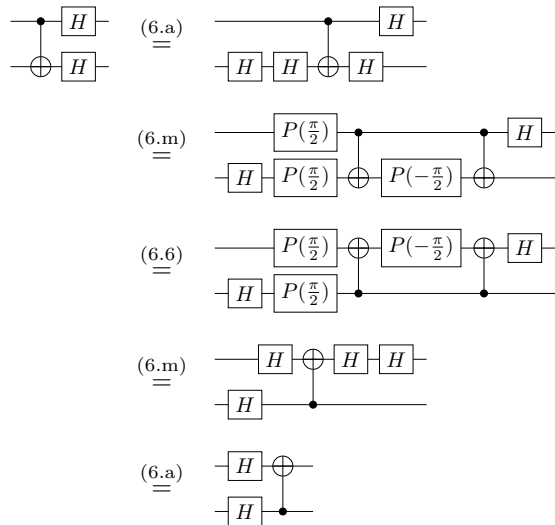 H
(6.a)
=
H
H
H H H
(6.m)
=
P(π/2) H
H P(π/2) P(−π/2)
(6.6)
=
P(π/2) P(−π/2) H
H P(π/2)
(6.m)
=
H H H
H
(6.a)
=
H
H